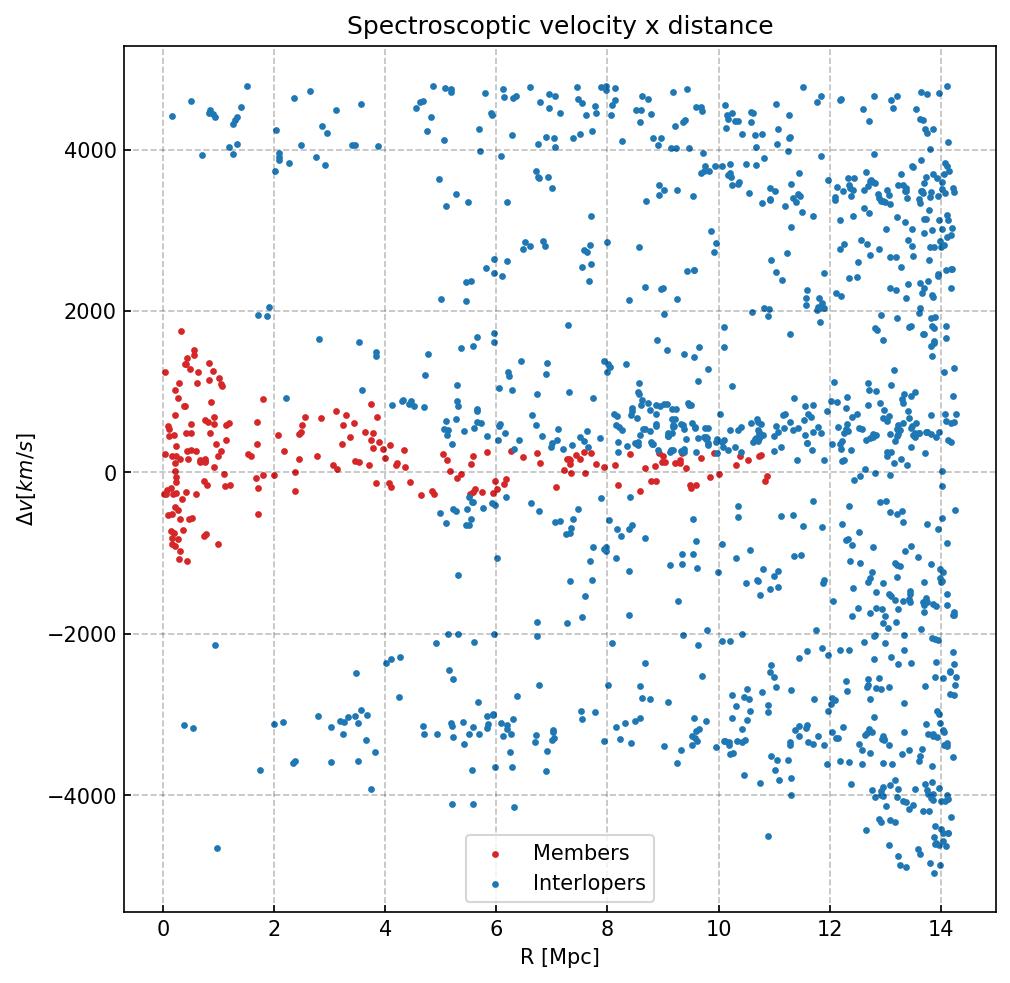 Spectroscoptic velocity x distance
Δv[km/s]
4000
2000
0
−2000
−4000
Members
Interlopers
0 2 4 6 8 10 12 14
R [Mpc]